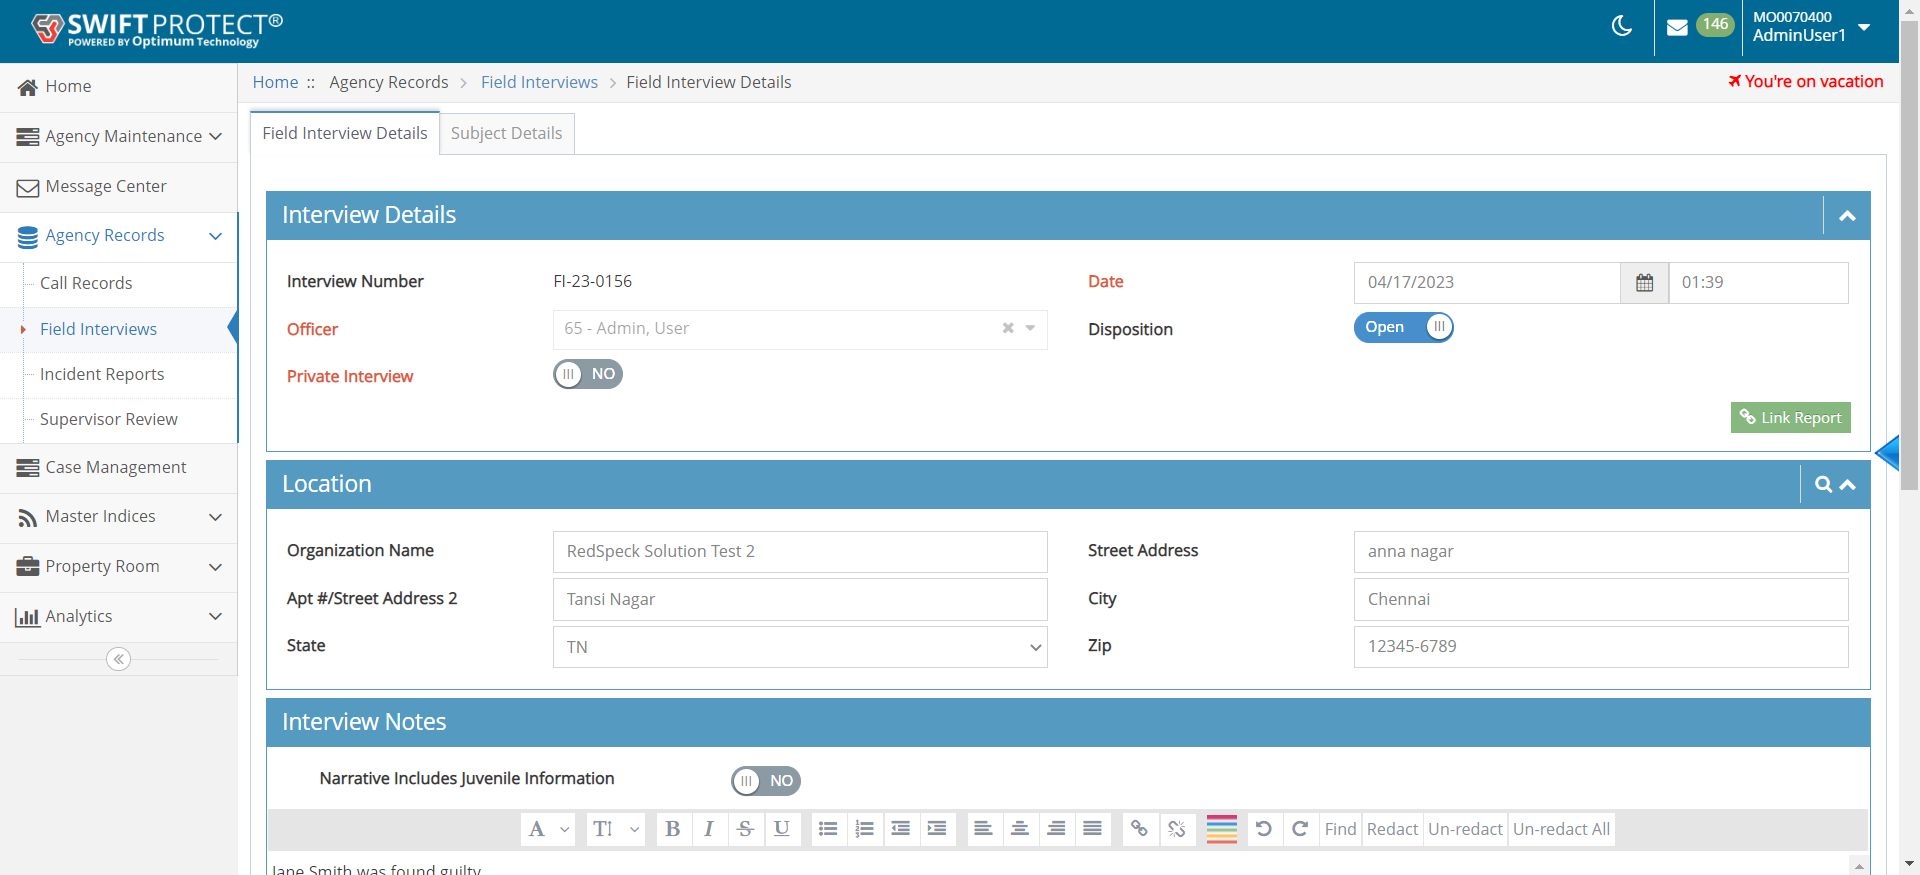 SWIFTPROTECT®
POWERED BY Optimum Technology
146
MO0070400
AdminUser1
Home
Agency Maintenance
Message Center
Agency Records
Call Records
Field Interviews
Incident Reports
Supervisor Review
Case Management
Master Indices
Property Room
Analytics
Home :: Agency Records > Field Interviews > Field Interview Details
You're on vacation
Field Interview Details
Subject Details
Interview Details
Interview Number FI-23-0156
Date 04/17/2023 01:39
Officer 65 - Admin, User
Disposition Open
Private Interview NO
Link Report
Location
Organization Name RedSpeck Solution Test 2
Street Address anna nagar
Apt #/Street Address 2 Tansi Nagar
City Chennai
State TN
Zip 12345-6789
Interview Notes
Narrative Includes Juvenile Information NO
A T B I S U Find Redact Un-redact Un-redact All
Jane Smith was found guilty